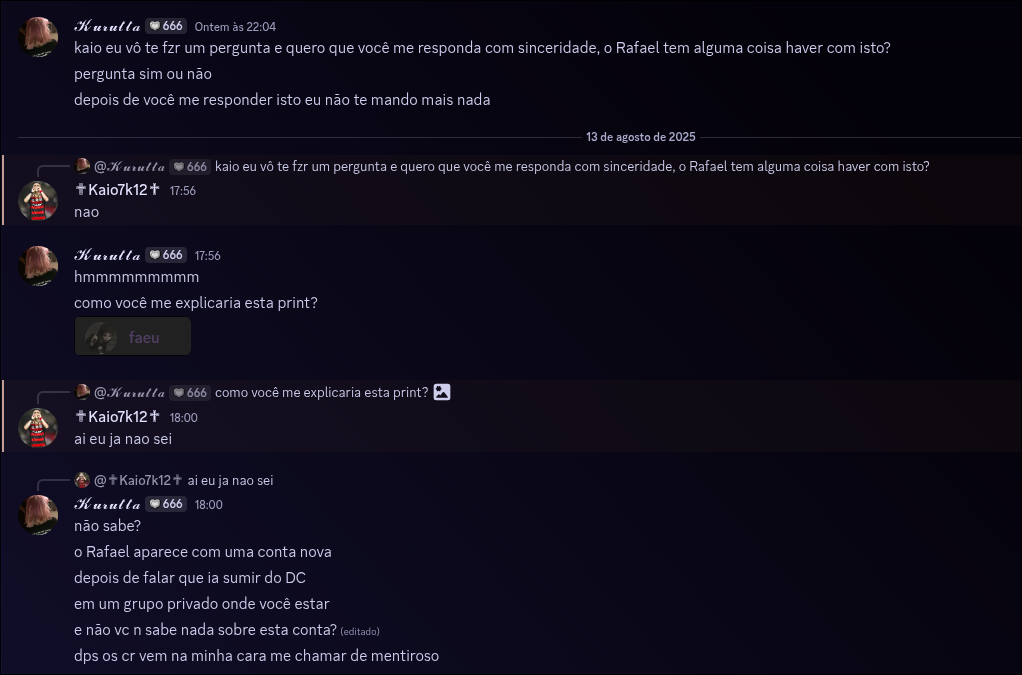 𝓚𝓾𝓻𝓾𝓽𝓽𝓪 666 Ontem às 22:04
kaio eu vô te fzr um pergunta e quero que você me responda com sinceridade, o Rafael tem alguma coisa haver com isto?
pergunta sim ou não
depois de você me responder isto eu não te mando mais nada
13 de agosto de 2025
@𝓚𝓾𝓻𝓾𝓽𝓽𝓪 666 kaio eu vô te fzr um pergunta e quero que você me responda com sinceridade, o Rafael tem alguma coisa haver com isto?
✝Kaio7k12✝ 17:56
nao
𝓚𝓾𝓻𝓾𝓽𝓽𝓪 666 17:56
hmmmmmmmmm
como você me explicaria esta print?
faeu
@𝓚𝓾𝓻𝓾𝓽𝓽𝓪 666 como você me explicaria esta print?
✝Kaio7k12✝ 18:00
ai eu ja nao sei
@✝Kaio7k12✝ ai eu ja nao sei
𝓚𝓾𝓻𝓾𝓽𝓽𝓪 666 18:00
não sabe?
o Rafael aparece com uma conta nova
depois de falar que ia sumir do DC
em um grupo privado onde você estar
e não vc n sabe nada sobre esta conta? (editado)
dps os cr vem na minha cara me chamar de mentiroso